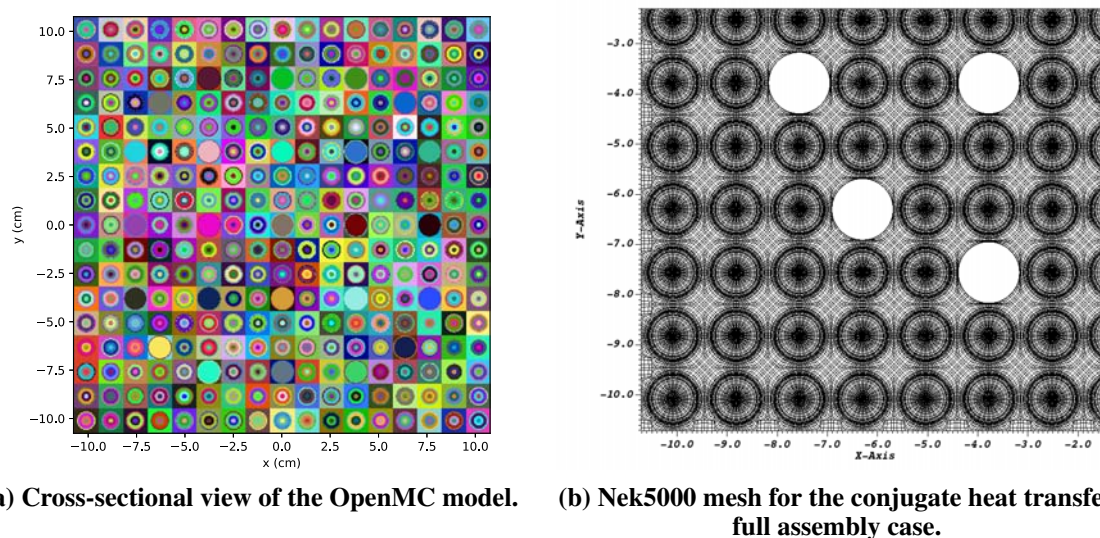 10.0
7.5
5.0
2.5
0.0
−2.5
−5.0
−7.5
−10.0
y (cm)
−10.0 −7.5 −5.0 −2.5 0.0 2.5 5.0 7.5 10.0
x (cm)
-3.0
-4.0
-5.0
-6.0
-7.0
-8.0
-9.0
-10.0
Y-Axis
-10.0 -9.0 -8.0 -7.0 -6.0 -5.0 -4.0 -3.0 -2.0
X-Axis
a) Cross-sectional view of the OpenMC model.
(b) Nek5000 mesh for the conjugate heat transfe
full assembly case.